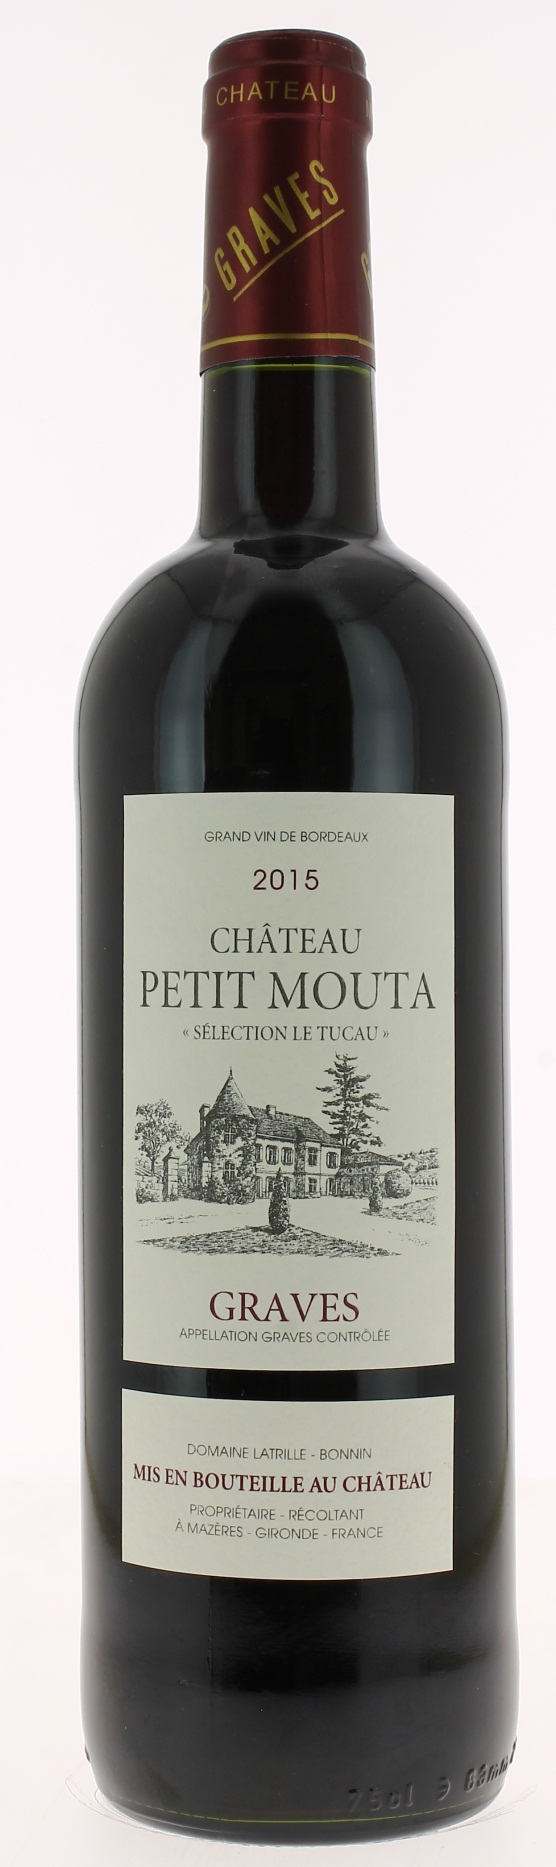 CHATEAU
GRAVES
GRAND VIN DE BORDEAUX
2015
CHÂTEAU
PETIT MOUTA
« SÉLECTION LE TUCAU »
GRAVES
APPELLATION GRAVES CONTRÔLÉE
DOMAINE LATRILLE - BONNIN
MIS EN BOUTEILLE AU CHÂTEAU
PROPRIÉTAIRE - RÉCOLTANT
À MAZÈRES - GIRONDE - FRANCE
75cl